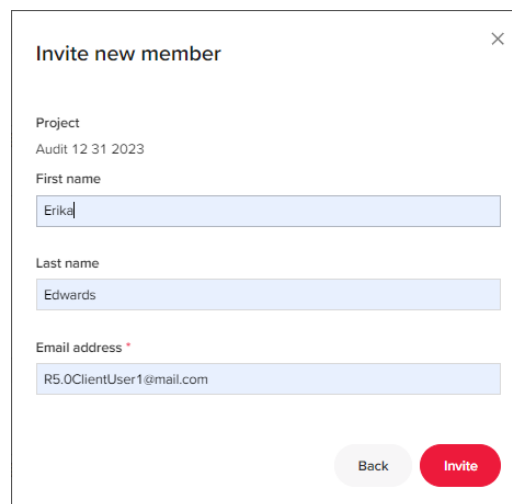 Invite new member
Project
Audit 12 31 2023
First name
Erika
Last name
Edwards
Email address *
R5.0ClientUser1@mail.com
Back
Invite